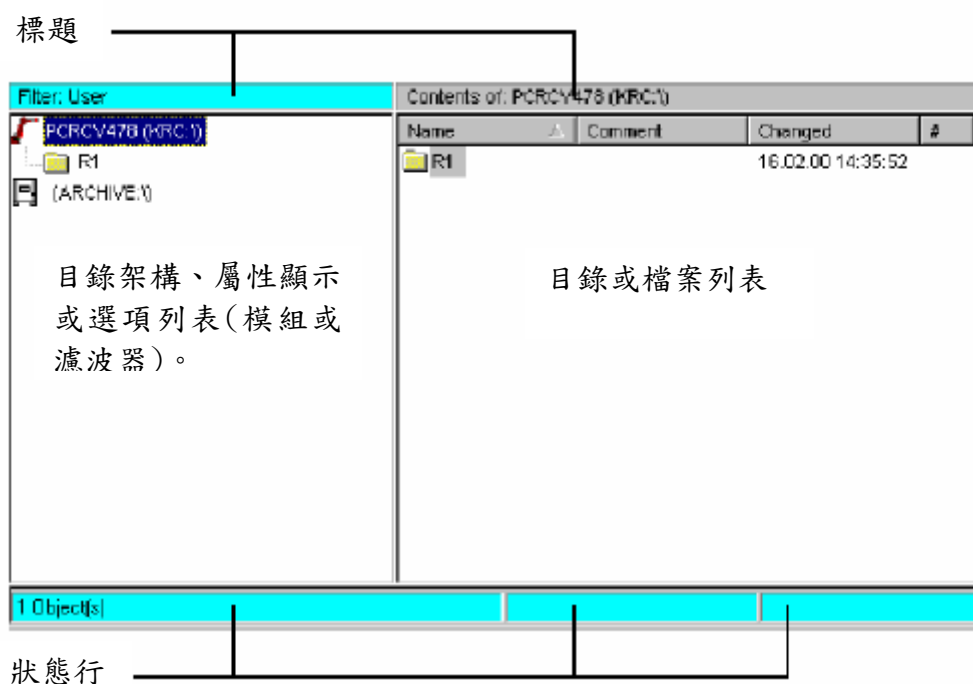 標題
Filter: User
Contents of: PCRCV478 (KRC:\)
PCRCV478 (KRC:\)
R1
(ARCHIVE:\)
Name Comment Changed #
R1 16.02.00 14:35:52
目錄架構、屬性顯示
或選項列表(模組或
濾波器)。
目錄或檔案列表
1 Object(s)
狀態行